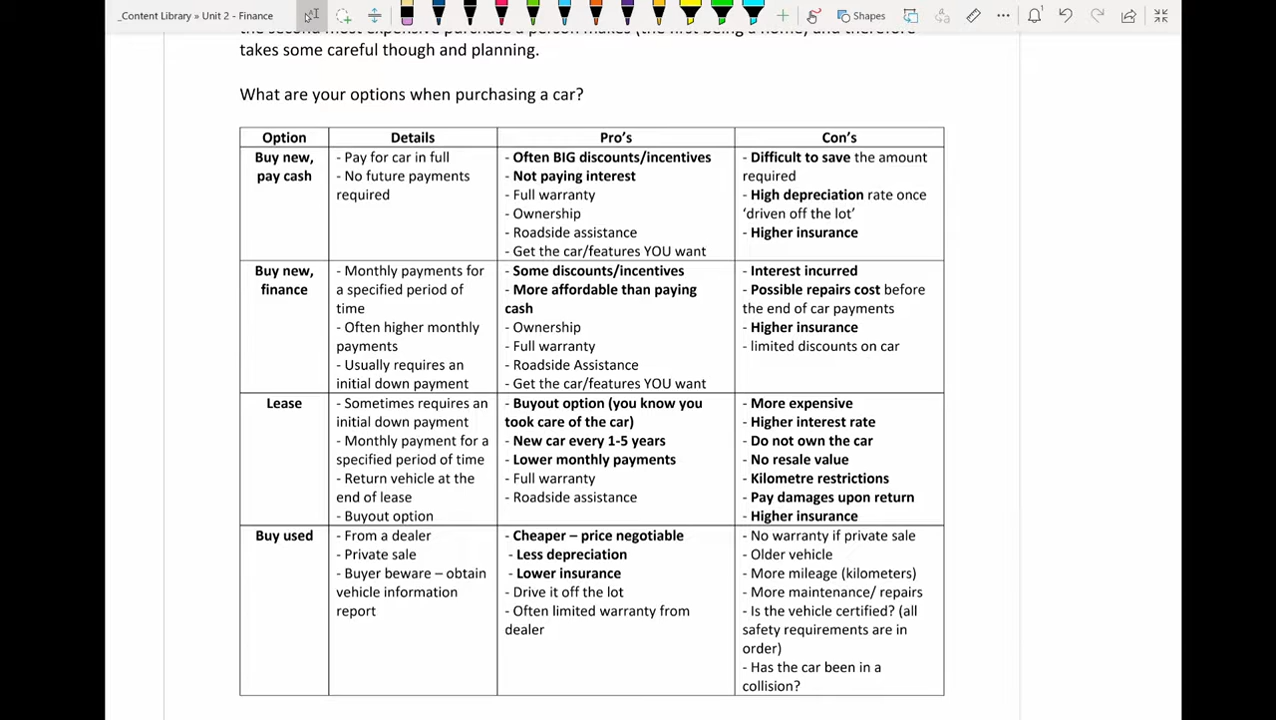 _Content Library » Unit 2 - Finance
Shapes
the second most expensive purchase a person makes (the first being a home) and therefore
takes some careful though and planning.
What are your options when purchasing a car?
Option Details Pro's Con's
Buy new,
pay cash
- Pay for car in full
- No future payments
required
- Often BIG discounts/incentives
- Not paying interest
- Full warranty
- Ownership
- Roadside assistance
- Get the car/features YOU want
- Difficult to save the amount
required
- High depreciation rate once
‘driven off the lot’
- Higher insurance
Buy new,
finance
- Monthly payments for
a specified period of
time
- Often higher monthly
payments
- Usually requires an
initial down payment
- Some discounts/incentives
- More affordable than paying
cash
- Ownership
- Full warranty
- Roadside Assistance
- Get the car/features YOU want
- Interest incurred
- Possible repairs cost before
the end of car payments
- Higher insurance
- limited discounts on car
Lease
- Sometimes requires an
initial down payment
- Monthly payment for a
specified period of time
- Return vehicle at the
end of lease
- Buyout option
- Buyout option (you know you
took care of the car)
- New car every 1-5 years
- Lower monthly payments
- Full warranty
- Roadside assistance
- More expensive
- Higher interest rate
- Do not own the car
- No resale value
- Kilometre restrictions
- Pay damages upon return
- Higher insurance
Buy used
- From a dealer
- Private sale
- Buyer beware – obtain
vehicle information
report
- Cheaper – price negotiable
- Less depreciation
- Lower insurance
- Drive it off the lot
- Often limited warranty from
dealer
- No warranty if private sale
- Older vehicle
- More mileage (kilometers)
- More maintenance/ repairs
- Is the vehicle certified? (all
safety requirements are in
order)
- Has the car been in a
collision?